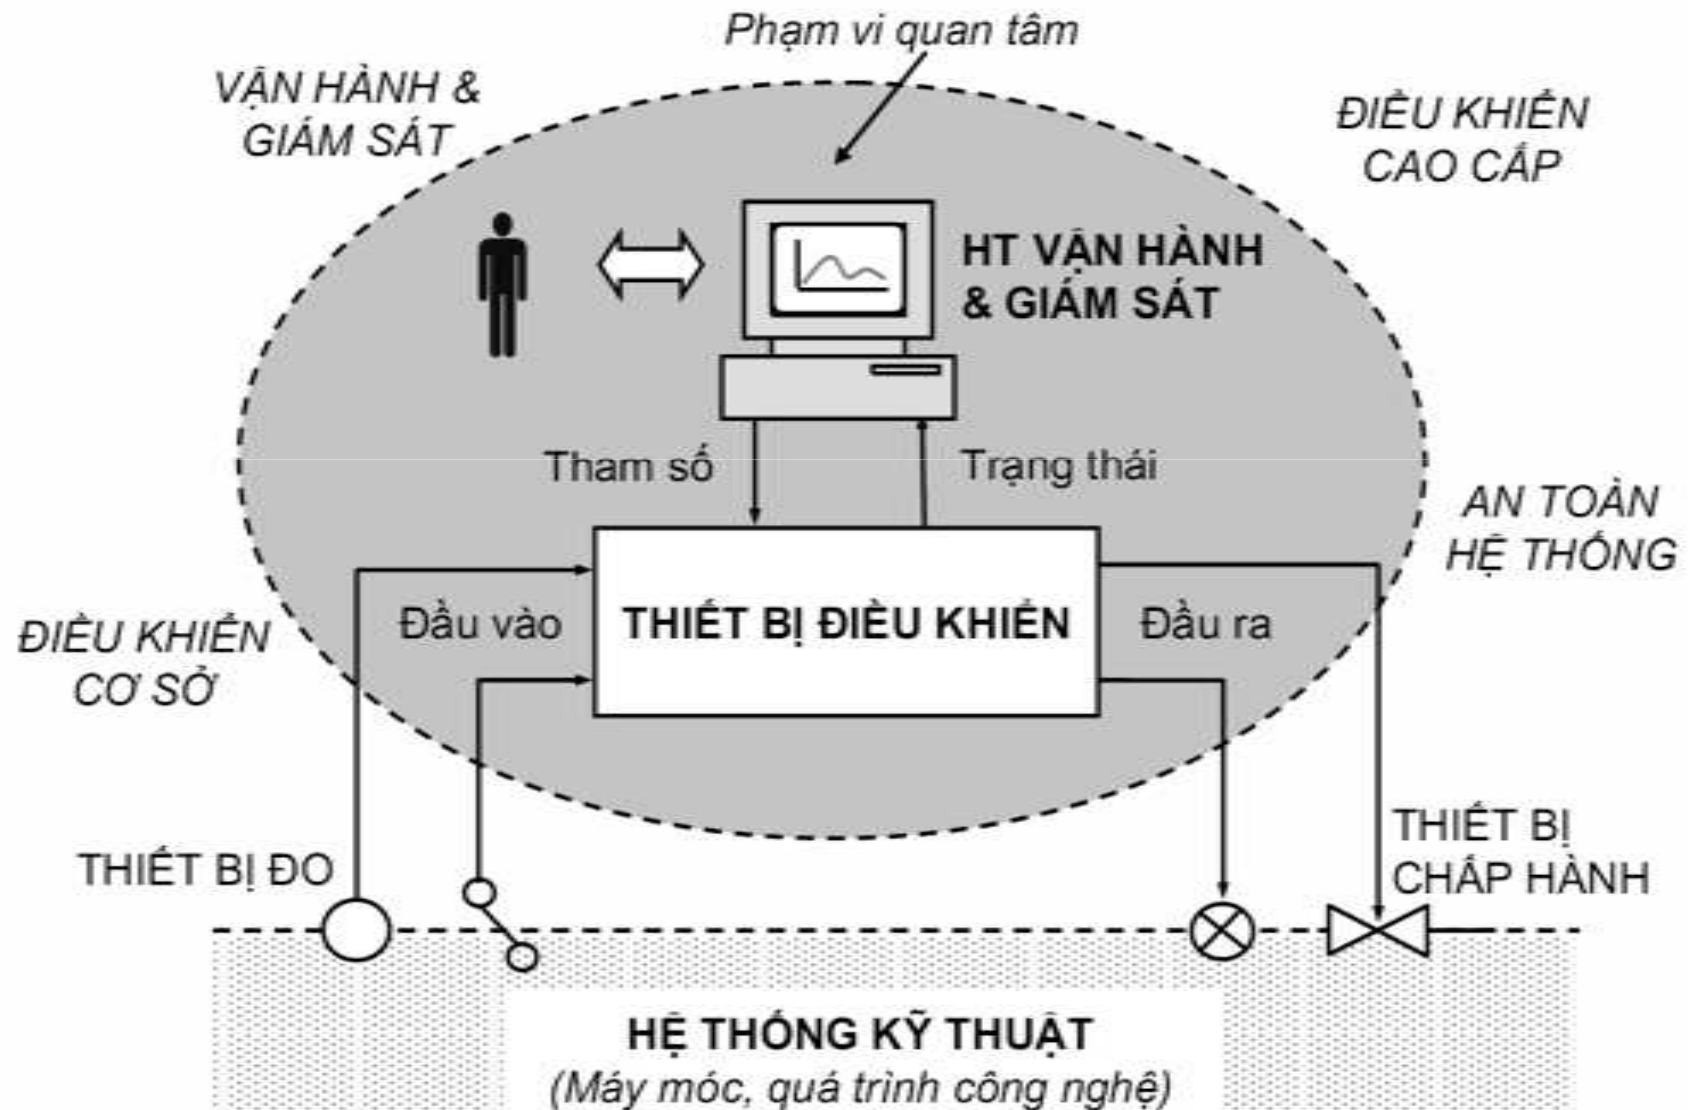 Phạm vi quan tâm
VẬN HÀNH &
GIÁM SÁT
ĐIỀU KHIỂN
CAO CẤP
HT VẬN HÀNH
& GIÁM SÁT
Tham số
Trạng thái
AN TOÀN
HỆ THỐNG
ĐIỀU KHIỂN
CƠ SỞ
Đầu vào
THIẾT BỊ ĐIỀU KHIỂN
Đầu ra
THIẾT BỊ ĐO
THIẾT BỊ
CHẤP HÀNH
HỆ THỐNG KỸ THUẬT
(Máy móc, quá trình công nghệ)